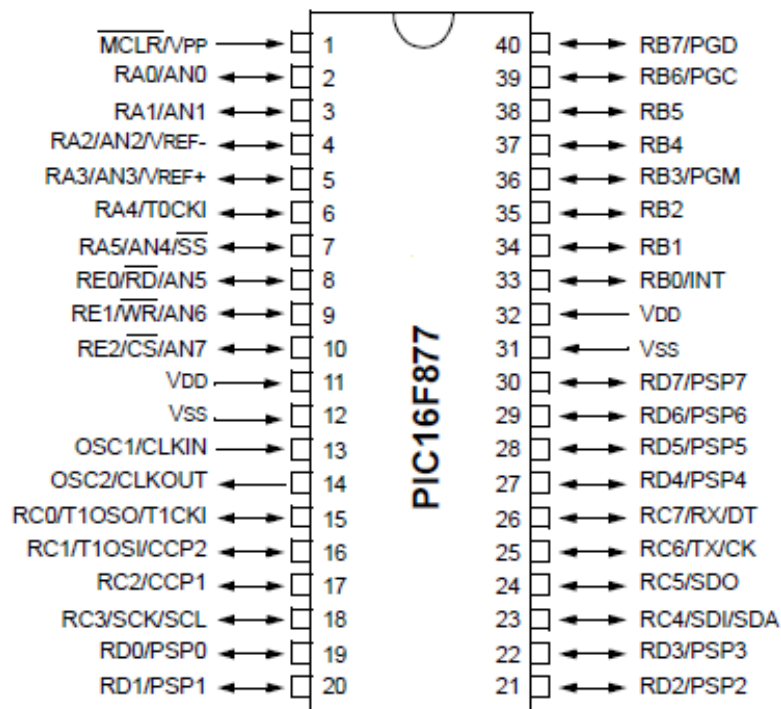 MCLR/VPP 1 40 RB7/PGD
RA0/AN0 2 39 RB6/PGC
RA1/AN1 3 38 RB5
RA2/AN2/VREF- 4 37 RB4
RA3/AN3/VREF+ 5 36 RB3/PGM
RA4/T0CKI 6 35 RB2
RA5/AN4/SS 7 34 RB1
RE0/RD/AN5 8 33 RB0/INT
RE1/WR/AN6 9 32 VDD
RE2/CS/AN7 10 31 VSS
VDD 11 30 RD7/PSP7
VSS 12 29 RD6/PSP6
OSC1/CLKIN 13 28 RD5/PSP5
OSC2/CLKOUT 14 27 RD4/PSP4
RC0/T1OSO/T1CKI 15 26 RC7/RX/DT
RC1/T1OSI/CCP2 16 25 RC6/TX/CK
RC2/CCP1 17 24 RC5/SDO
RC3/SCK/SCL 18 23 RC4/SDI/SDA
RD0/PSP0 19 22 RD3/PSP3
RD1/PSP1 20 21 RD2/PSP2
PIC16F877